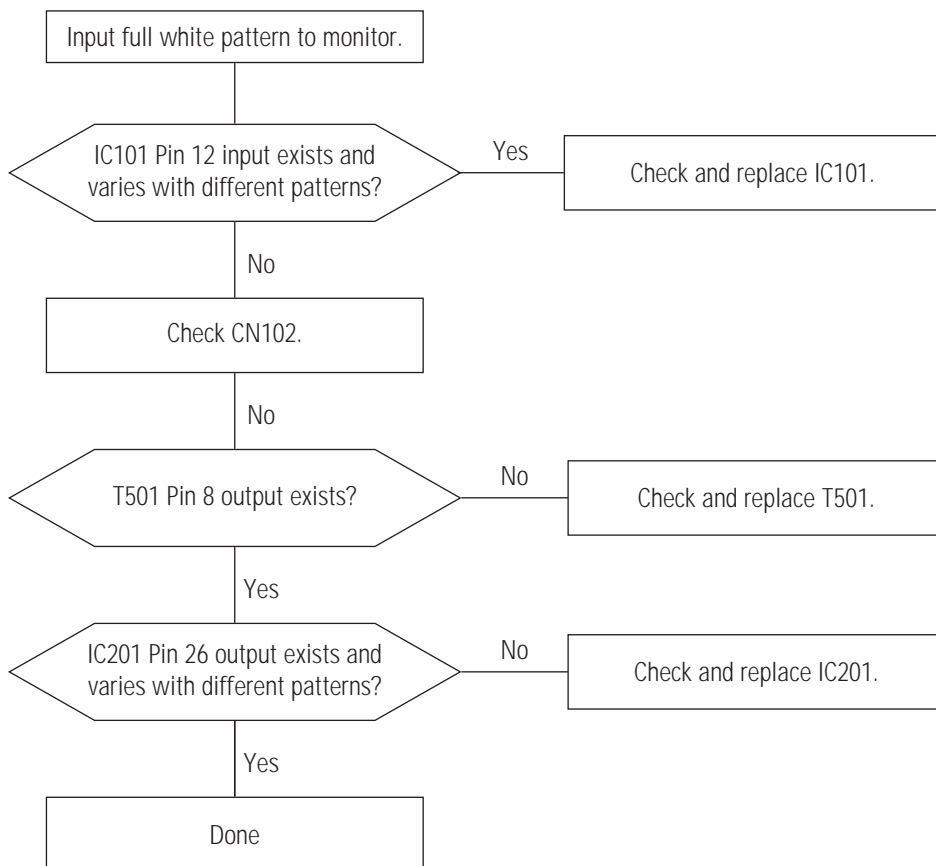 Input full white pattern to monitor.
IC101 Pin 12 input exists and
varies with different patterns?
Yes
Check and replace IC101.
No
Check CN102.
No
T501 Pin 8 output exists?
No
Check and replace T501.
Yes
IC201 Pin 26 output exists and
varies with different patterns?
No
Check and replace IC201.
Yes
Done